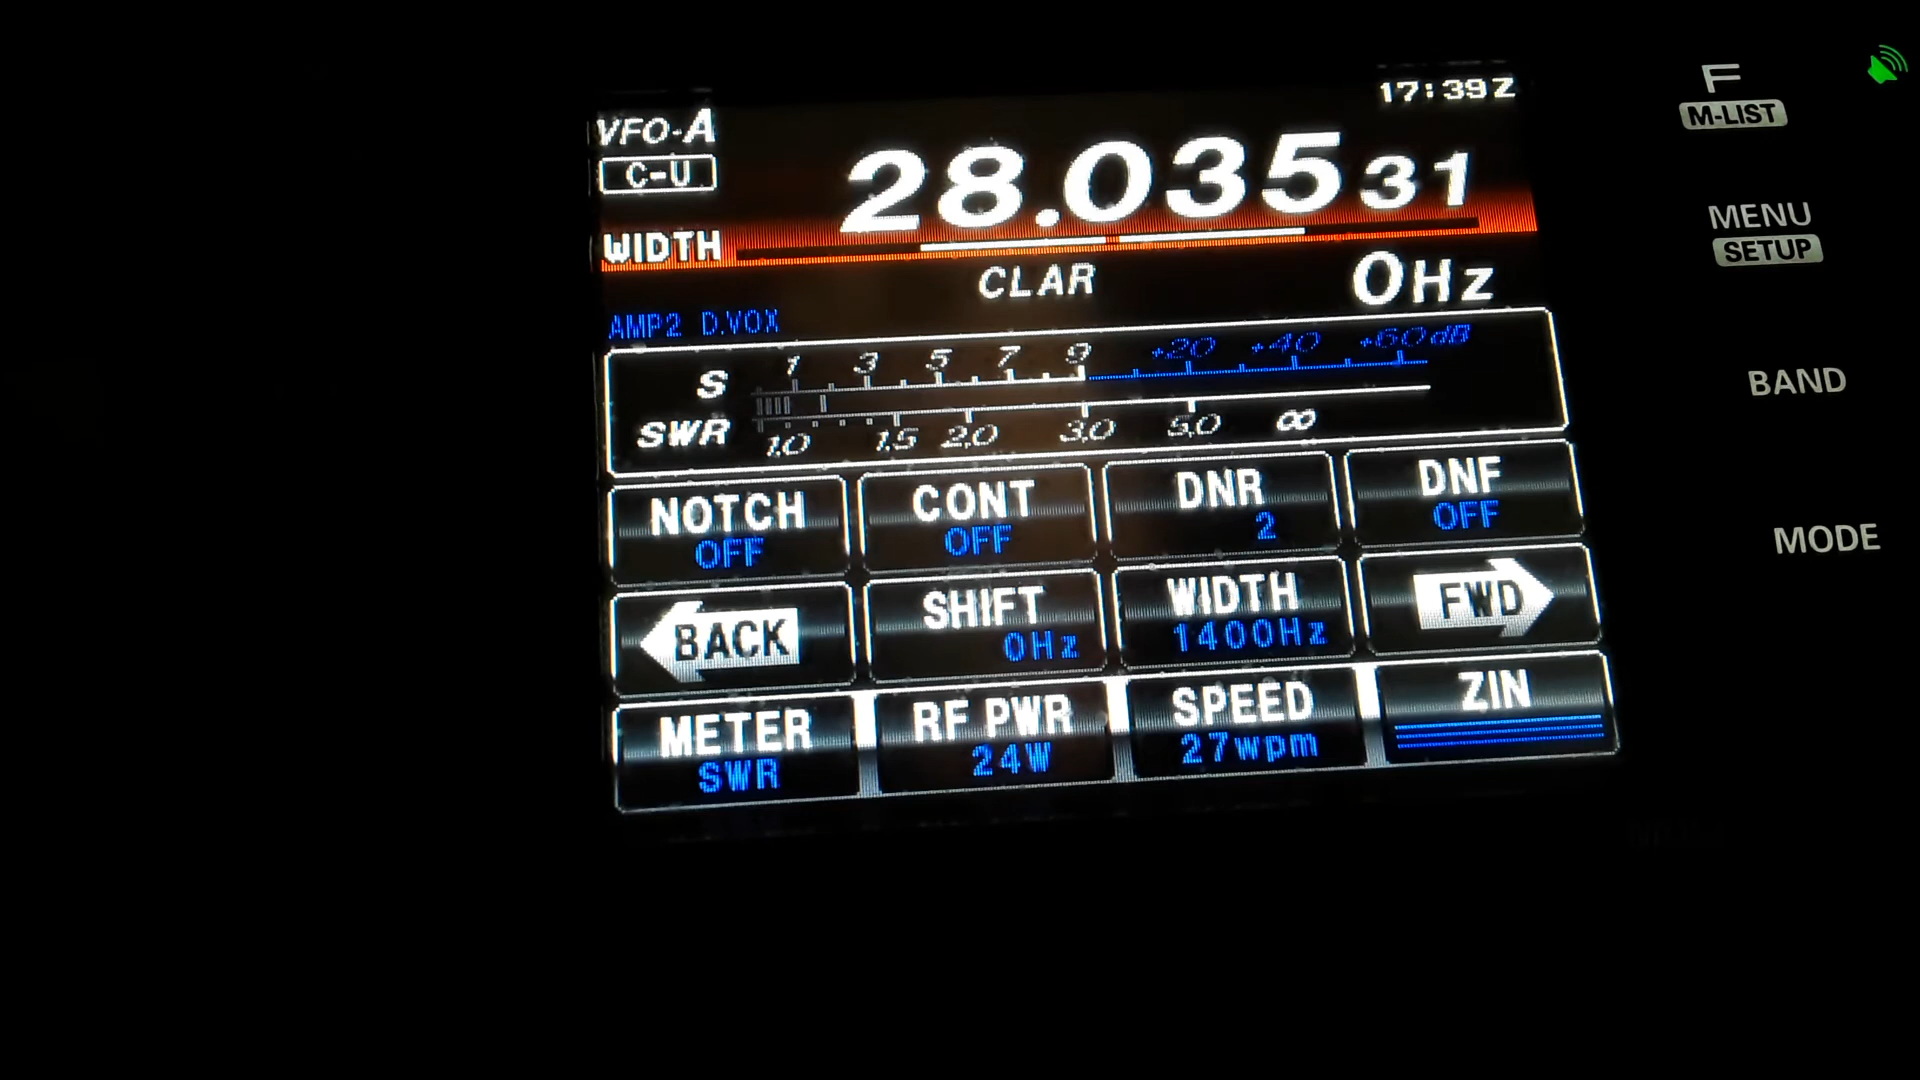 17:39Z
VFO-A
C-U
28.035 31
WIDTH
CLAR 0Hz
AMP2 D.VOX
S 1 3 5 7 9 +20 +40 +60dB
SWR 1.0 1.5 2.0 3.0 5.0 ∞
NOTCH CONT DNR DNF
OFF OFF 2 OFF
BACK SHIFT WIDTH FWD
0Hz 1400Hz
METER RF PWR SPEED ZIN
SWR 24W 27wpm
F
M-LIST
MENU
SETUP
BAND
MODE